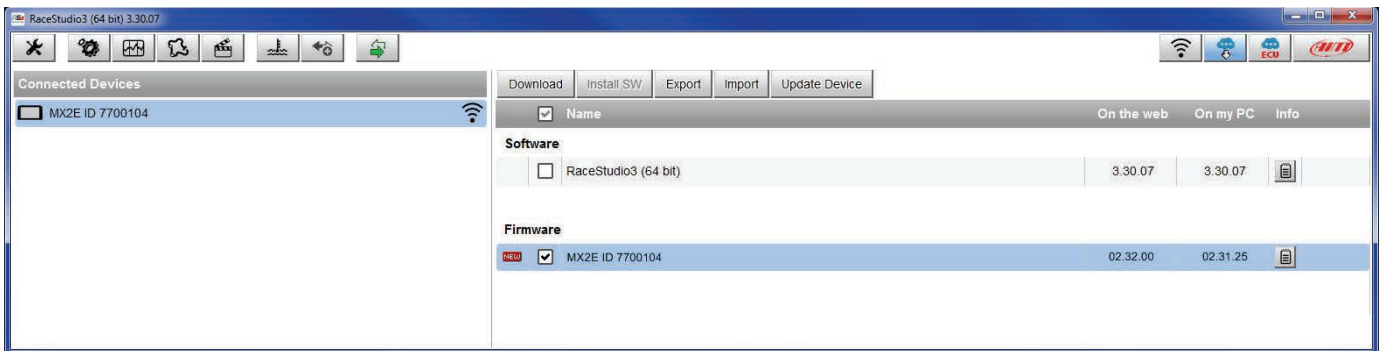 RaceStudio3 (64 bit) 3.30.07
ECU AiM
Connected Devices
MX2E ID 7700104
Download Install SW Export Import Update Device
Name On the web On my PC Info
Software
RaceStudio3 (64 bit) 3.30.07 3.30.07
Firmware
NEW MX2E ID 7700104 02.32.00 02.31.25